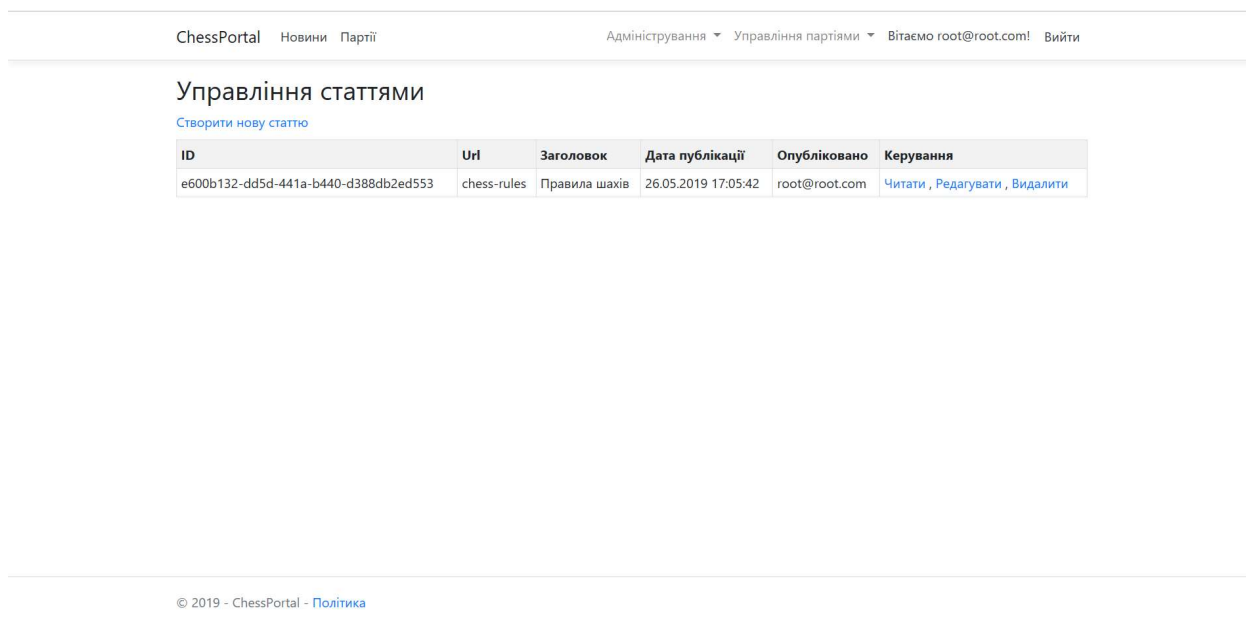 ChessPortal Новини Партії Адміністрування Управління партіями Вітаємо root@root.com! Вийти
Управління статтями
Створити нову статтю
ID Url Заголовок Дата публікації Опубліковано Керування
e600b132-dd5d-441a-b440-d388db2ed553 chess-rules Правила шахів 26.05.2019 17:05:42 root@root.com Читати , Редагувати , Видалити
© 2019 - ChessPortal - Політика